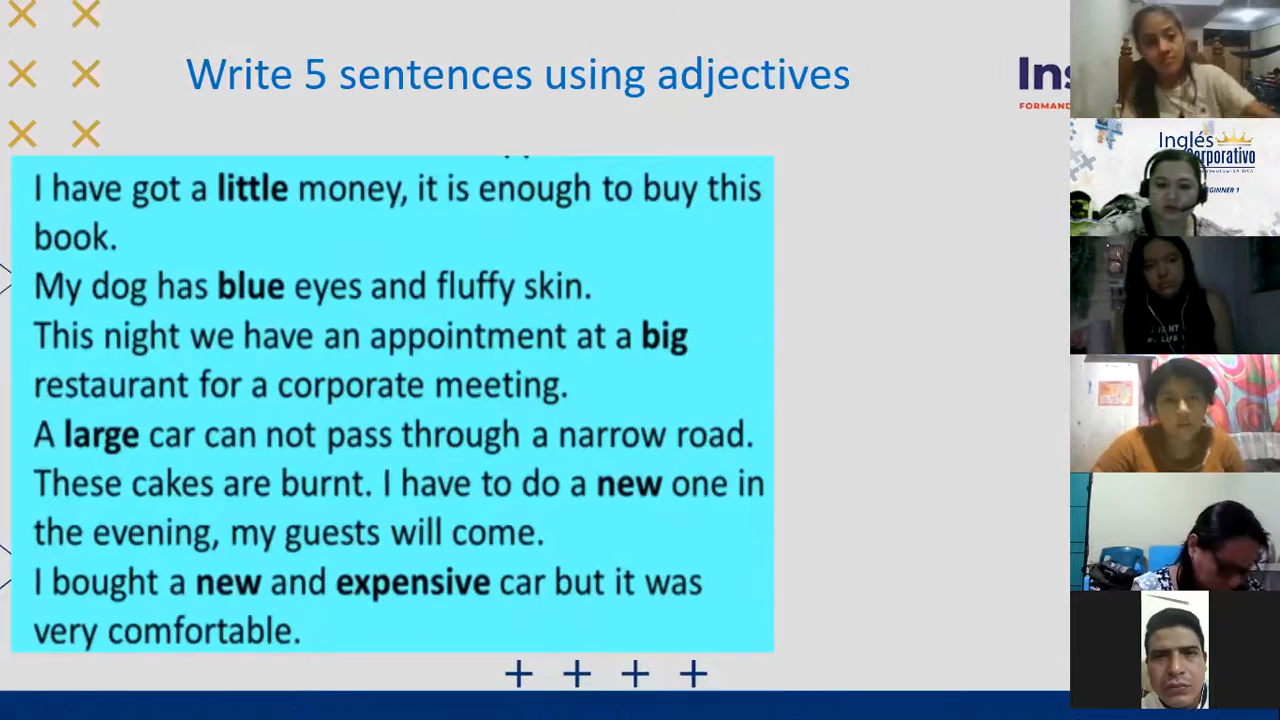 Write 5 sentences using adjectives
Ins
FORMAND
I have got a little money, it is enough to buy this
book.
My dog has blue eyes and fluffy skin.
This night we have an appointment at a big
restaurant for a corporate meeting.
A large car can not pass through a narrow road.
These cakes are burnt. I have to do a new one in
the evening, my guests will come.
I bought a new and expensive car but it was
very comfortable.
Inglés
Corporativo